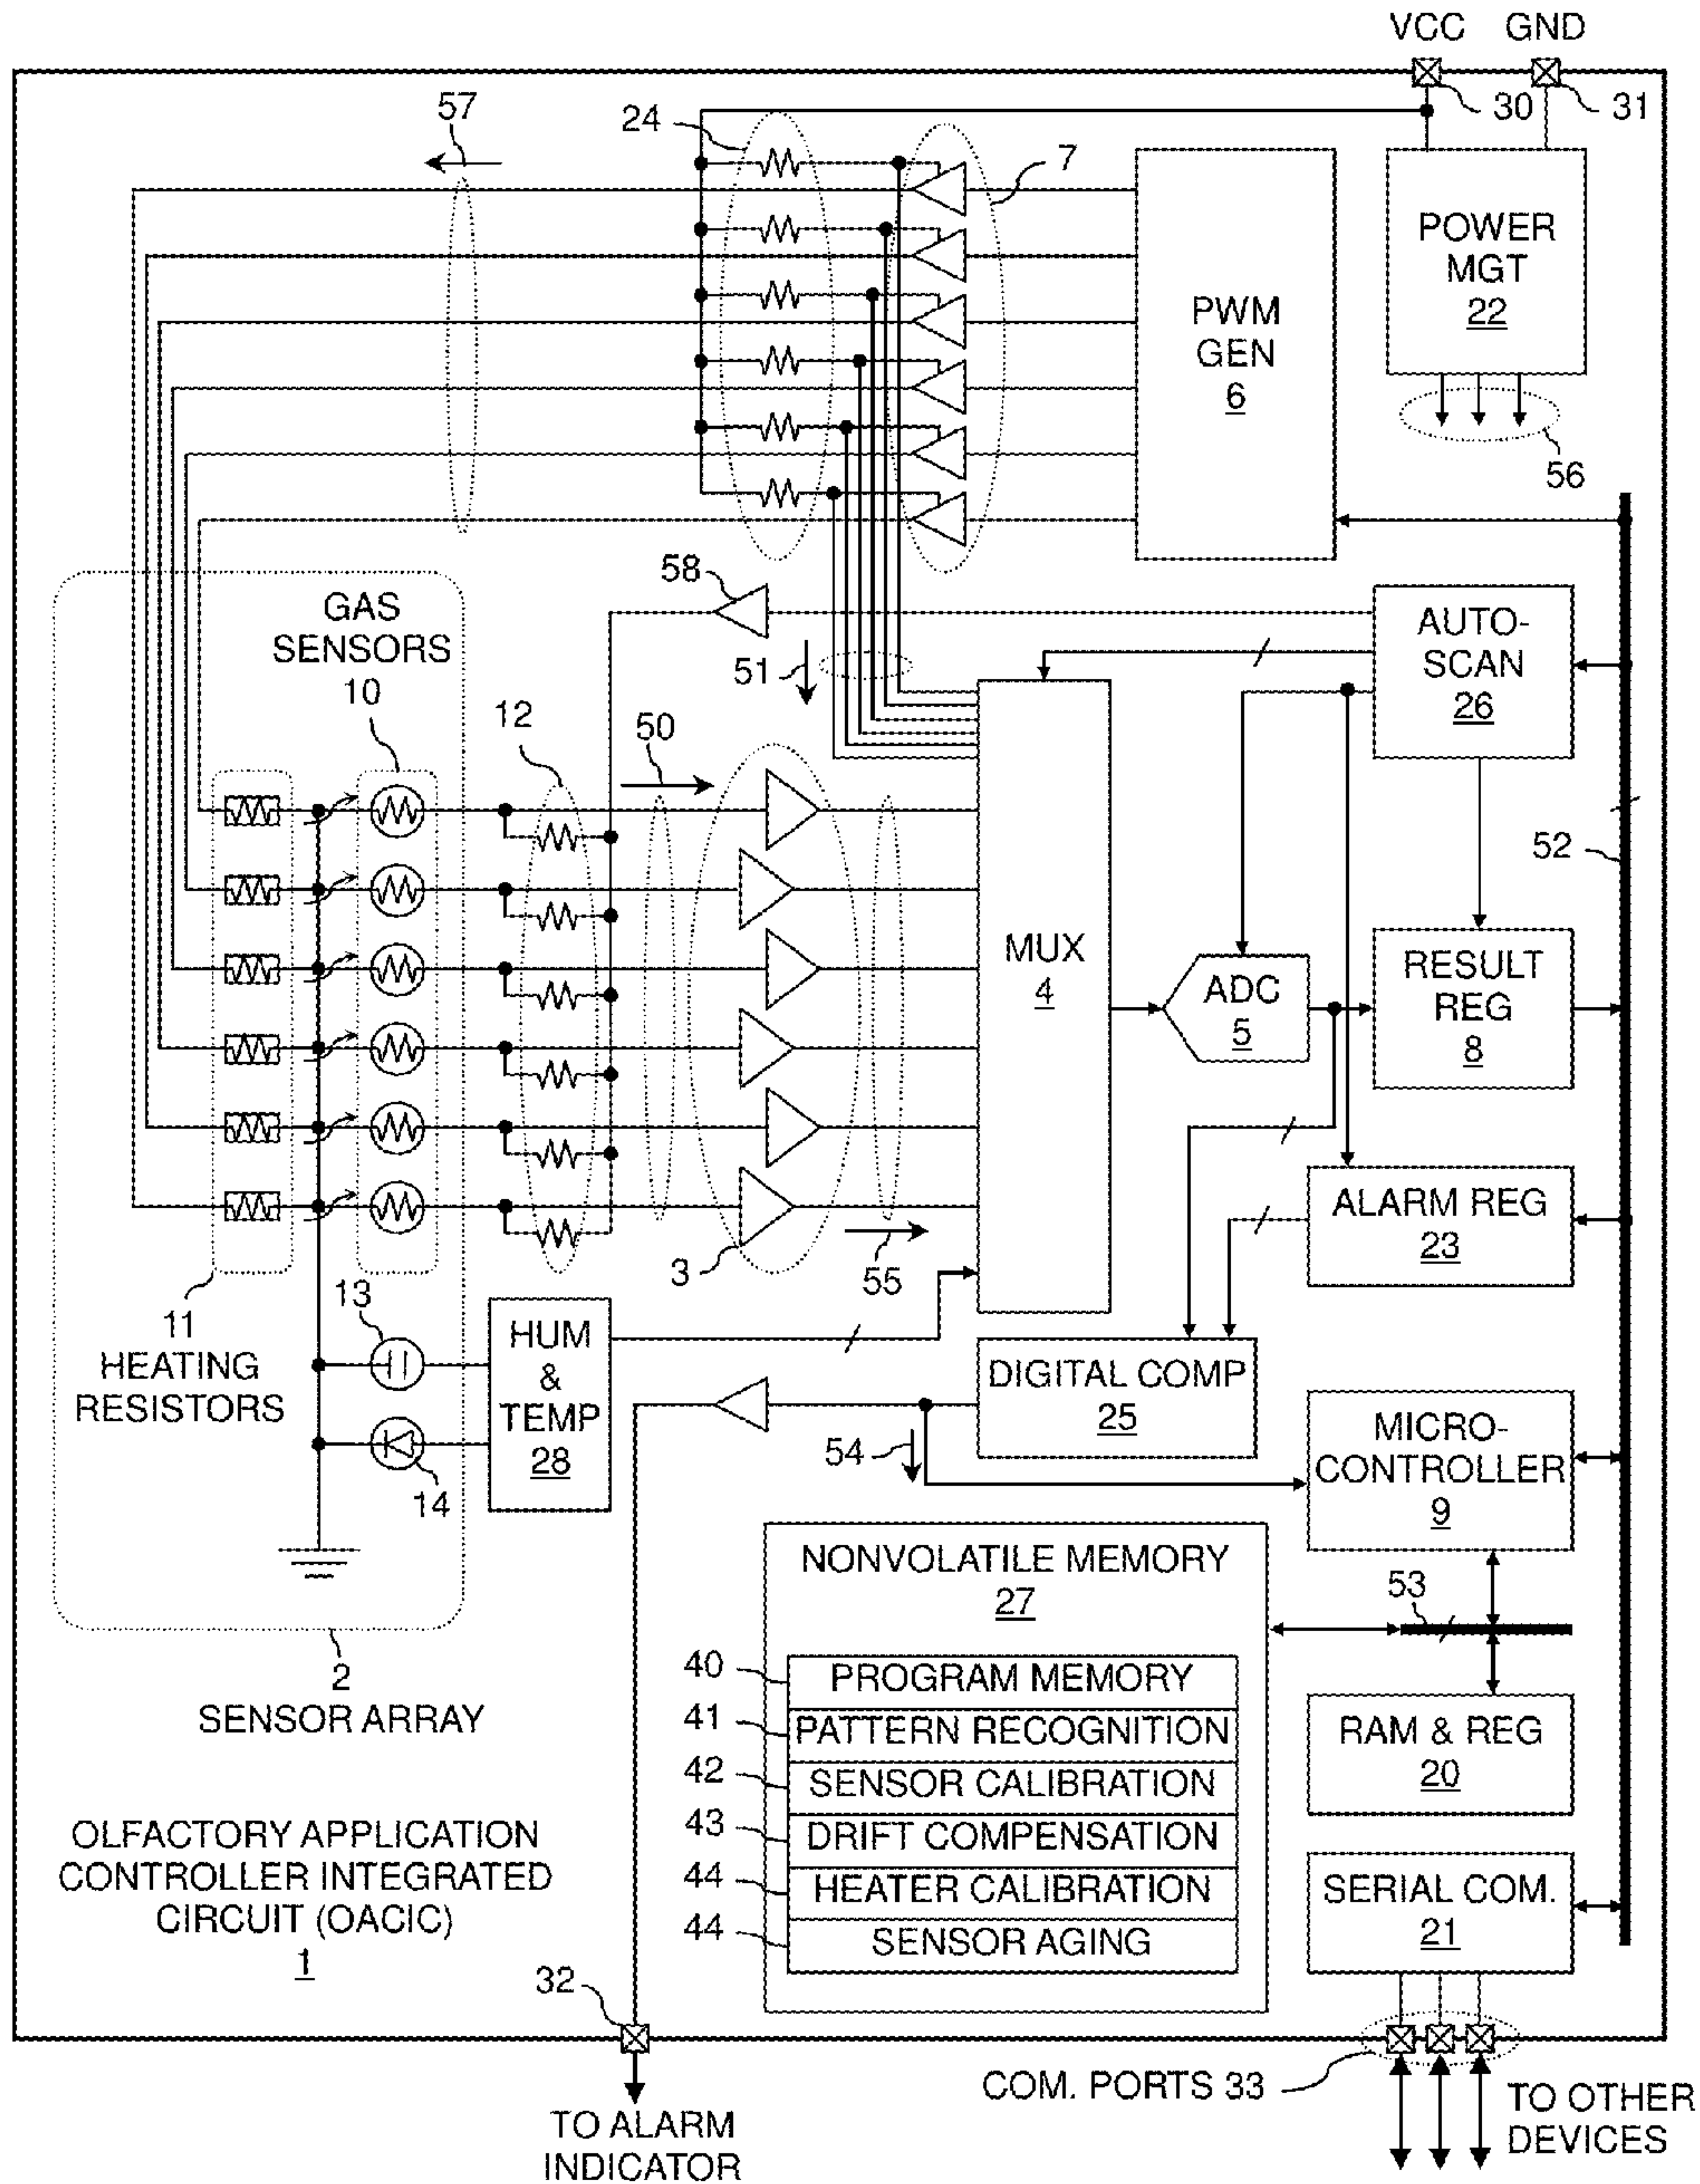 VCC GND
30 31
57
24
7
POWER
MGT
22
PWM
GEN
6
56
58
GAS
SENSORS
10
AUTO-
SCAN
26
51
12
50
52
MUX
4
ADC
5
RESULT
REG
8
ALARM REG
23
3
55
11
HEATING
RESISTORS
13
14
HUM
&
TEMP
28
DIGITAL COMP
25
54
MICRO-
CONTROLLER
9
NONVOLATILE MEMORY
27
53
2
SENSOR ARRAY
40 PROGRAM MEMORY
41 PATTERN RECOGNITION
42 SENSOR CALIBRATION
43 DRIFT COMPENSATION
44 HEATER CALIBRATION
44 SENSOR AGING
RAM & REG
20
SERIAL COM.
21
OLFACTORY APPLICATION
CONTROLLER INTEGRATED
CIRCUIT (OACIC)
1
32
COM. PORTS 33
TO ALARM
INDICATOR
TO OTHER
DEVICES